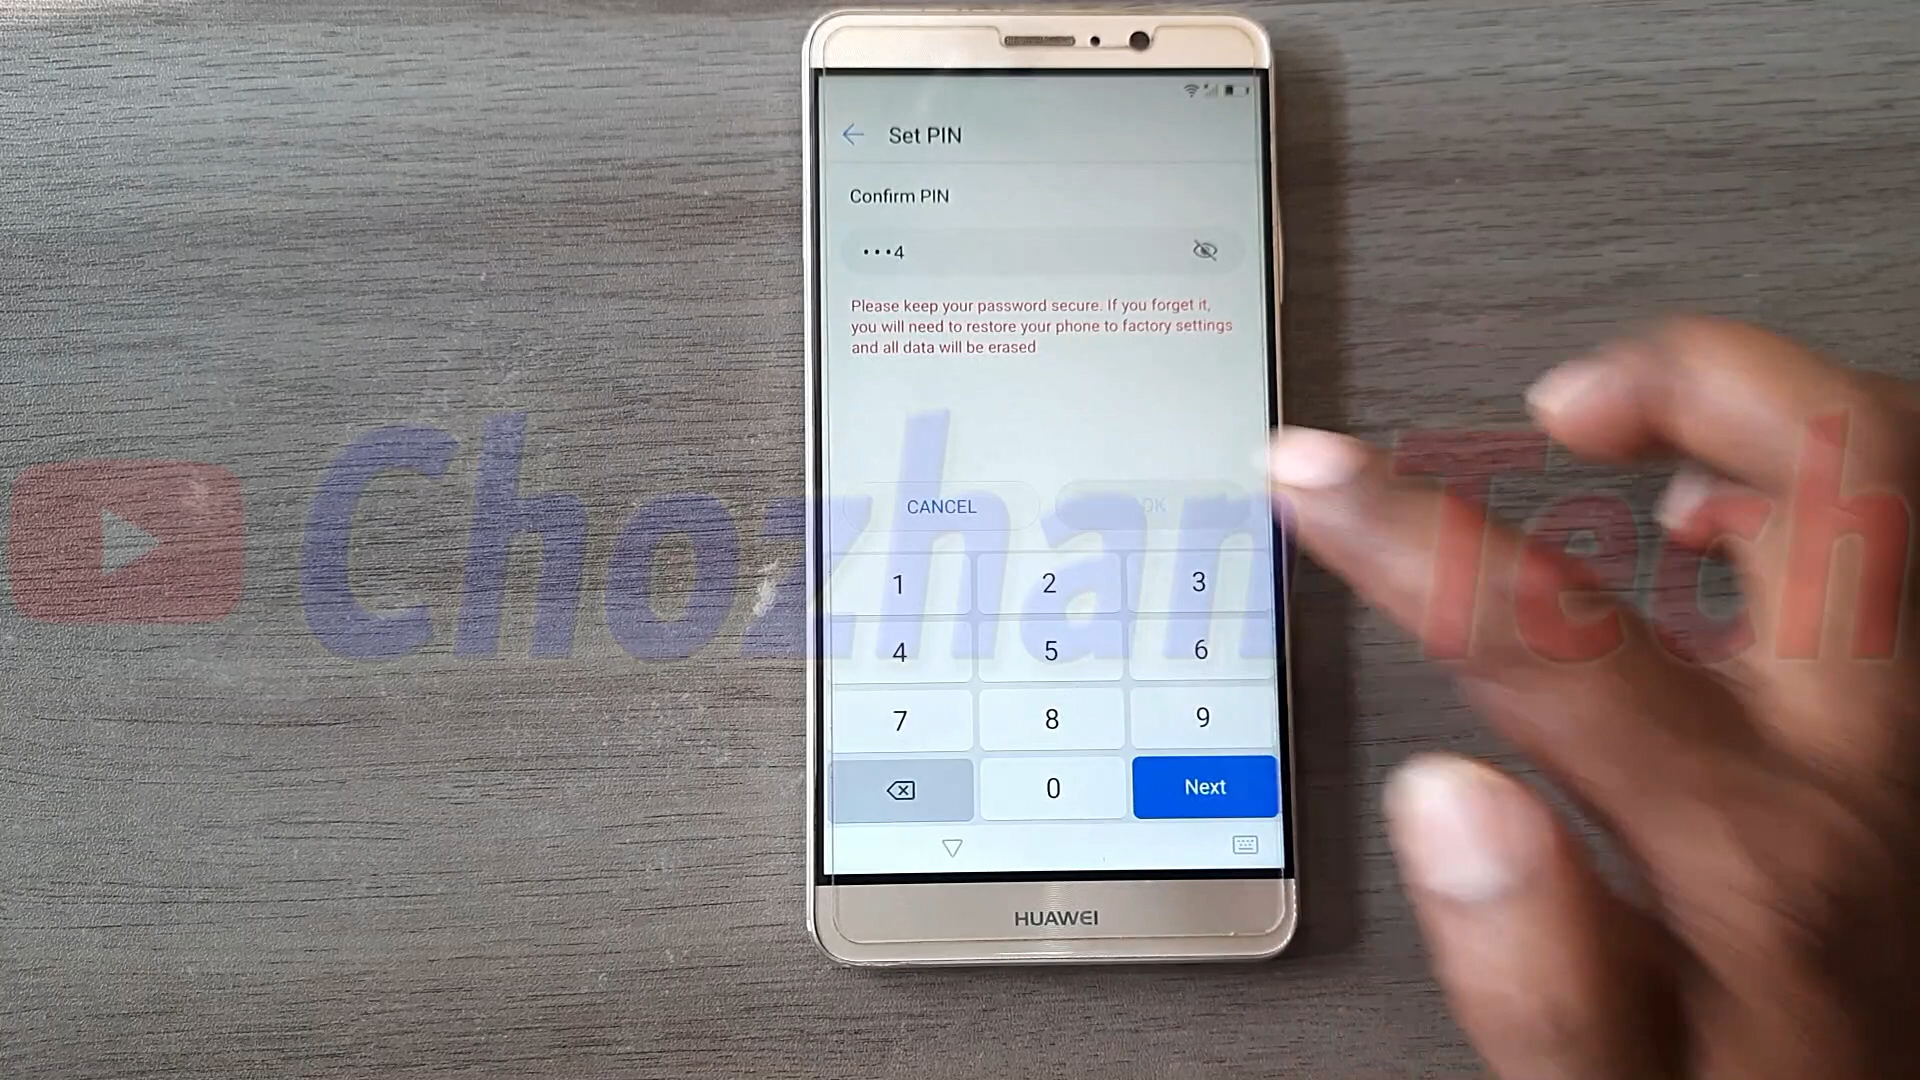 Set PIN
Confirm PIN
•••4
Please keep your password secure. If you forget it,
you will need to restore your phone to factory settings
and all data will be erased
CANCEL OK
Chozhan Tech
1 2 3
4 5 6
7 8 9
0 Next
HUAWEI